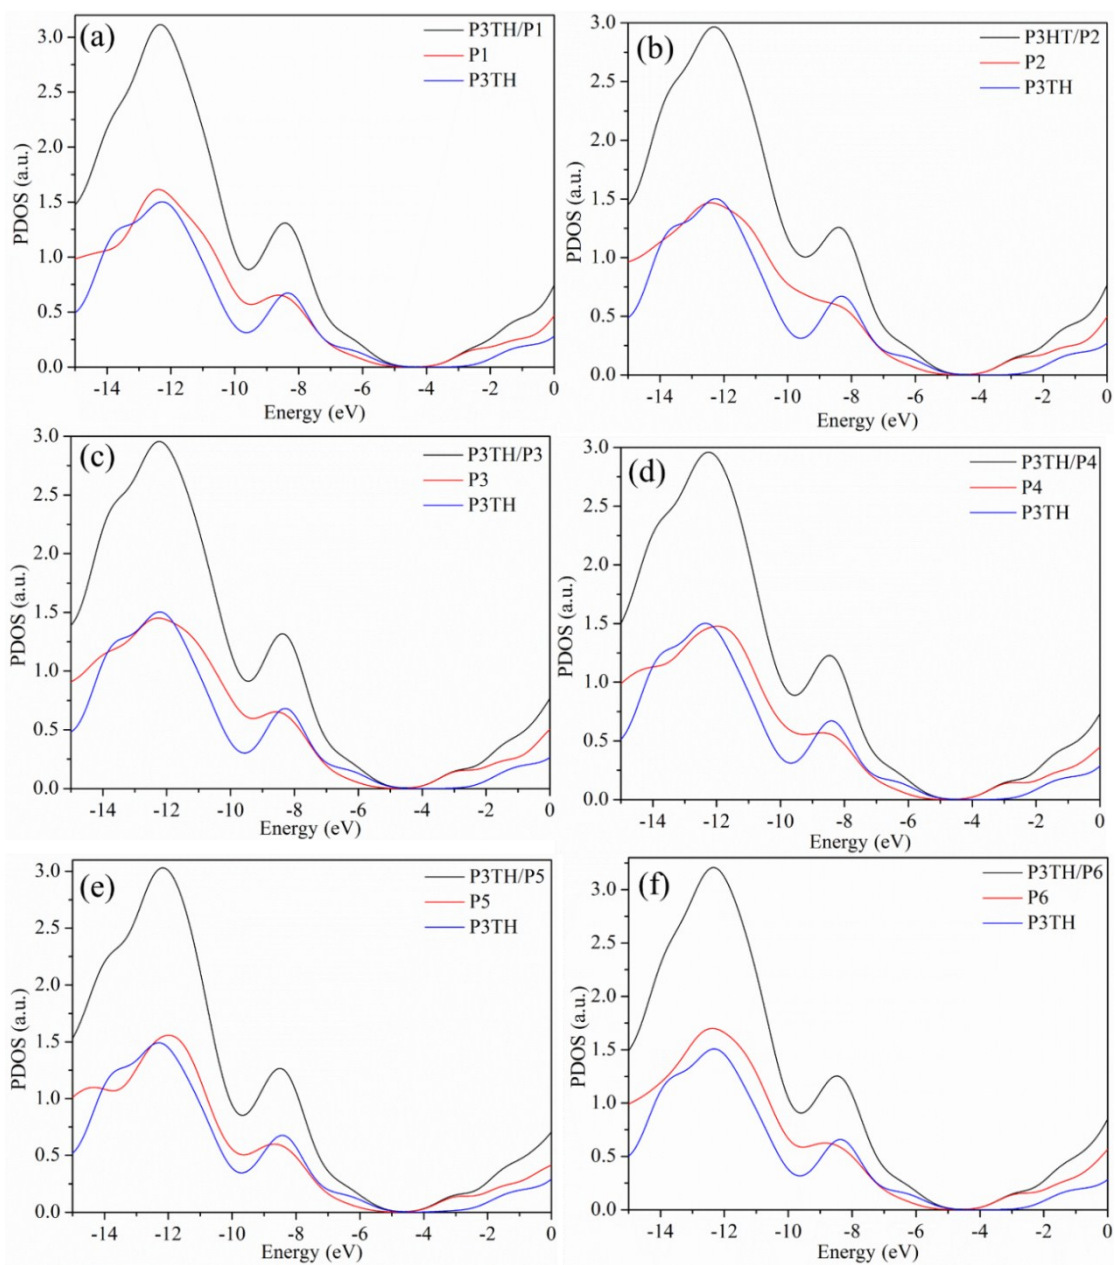 (a)
P3TH/P1
P1
P3TH
PDOS (a.u.)
3.0
2.5
2.0
1.5
1.0
0.5
0.0
-14 -12 -10 -8 -6 -4 -2 0
Energy (eV)
(b)
P3HT/P2
P2
P3TH
PDOS (a.u.)
3.0
2.5
2.0
1.5
1.0
0.5
0.0
-14 -12 -10 -8 -6 -4 -2 0
Energy (eV)
(c)
P3TH/P3
P3
P3TH
PDOS (a.u.)
3.0
2.5
2.0
1.5
1.0
0.5
0.0
-14 -12 -10 -8 -6 -4 -2 0
Energy (eV)
(d)
P3TH/P4
P4
P3TH
PDOS (a.u.)
3.0
2.5
2.0
1.5
1.0
0.5
0.0
-14 -12 -10 -8 -6 -4 -2 0
Energy (eV)
(e)
P3TH/P5
P5
P3TH
PDOS (a.u.)
3.0
2.5
2.0
1.5
1.0
0.5
0.0
-14 -12 -10 -8 -6 -4 -2 0
Energy (eV)
(f)
P3TH/P6
P6
P3TH
PDOS (a.u.)
3.0
2.5
2.0
1.5
1.0
0.5
0.0
-14 -12 -10 -8 -6 -4 -2 0
Energy (eV)